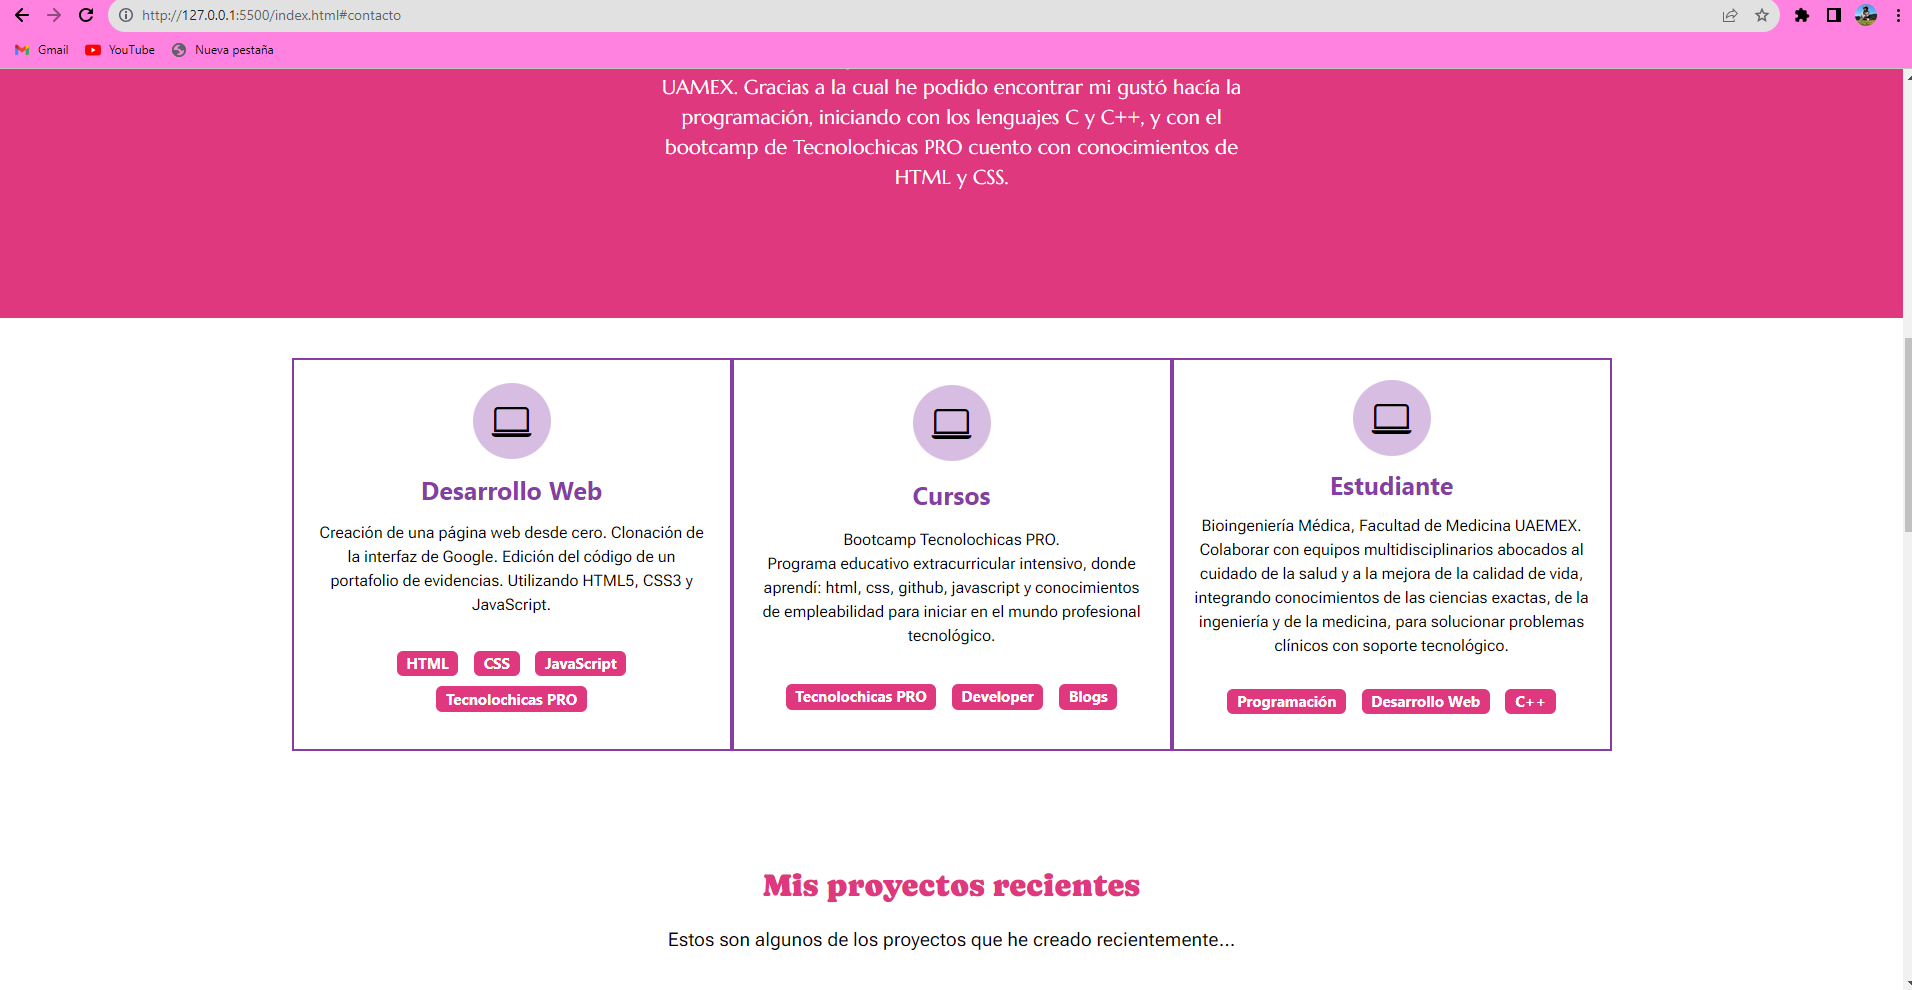 http://127.0.0.1:5500/index.html#contacto
Gmail YouTube Nueva pestaña
UAMEX. Gracias a la cual he podido encontrar mi gustó hacía la
programación, iniciando con los lenguajes C y C++, y con el
bootcamp de Tecnolochicas PRO cuento con conocimientos de
HTML y CSS.
Desarrollo Web
Creación de una página web desde cero. Clonación de
la interfaz de Google. Edición del código de un
portafolio de evidencias. Utilizando HTML5, CSS3 y
JavaScript.
HTML CSS JavaScript
Tecnolochicas PRO
Cursos
Bootcamp Tecnolochicas PRO.
Programa educativo extracurricular intensivo, donde
aprendí: html, css, github, javascript y conocimientos
de empleabilidad para iniciar en el mundo profesional
tecnológico.
Tecnolochicas PRO Developer Blogs
Estudiante
Bioingeniería Médica, Facultad de Medicina UAEMEX.
Colaborar con equipos multidisciplinarios abocados al
cuidado de la salud y a la mejora de la calidad de vida,
integrando conocimientos de las ciencias exactas, de la
ingeniería y de la medicina, para solucionar problemas
clínicos con soporte tecnológico.
Programación Desarrollo Web C++
Mis proyectos recientes
Estos son algunos de los proyectos que he creado recientemente...